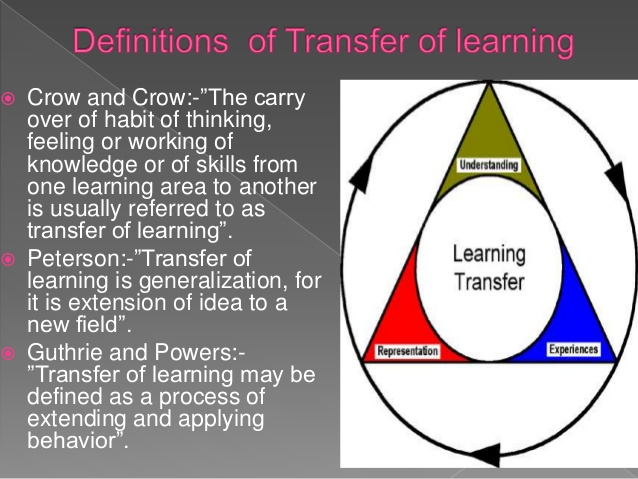 Definitions of Transfer of learning
Crow and Crow:-”The carry
over of habit of thinking,
feeling or working of
knowledge or of skills from
one learning area to another
is usually referred to as
transfer of learning”.
Peterson:-”Transfer of
learning is generalization, for
it is extension of idea to a
new field”.
Guthrie and Powers:-
”Transfer of learning may be
defined as a process of
extending and applying
behavior”.
Understanding
Learning
Transfer
Representation
Experiences